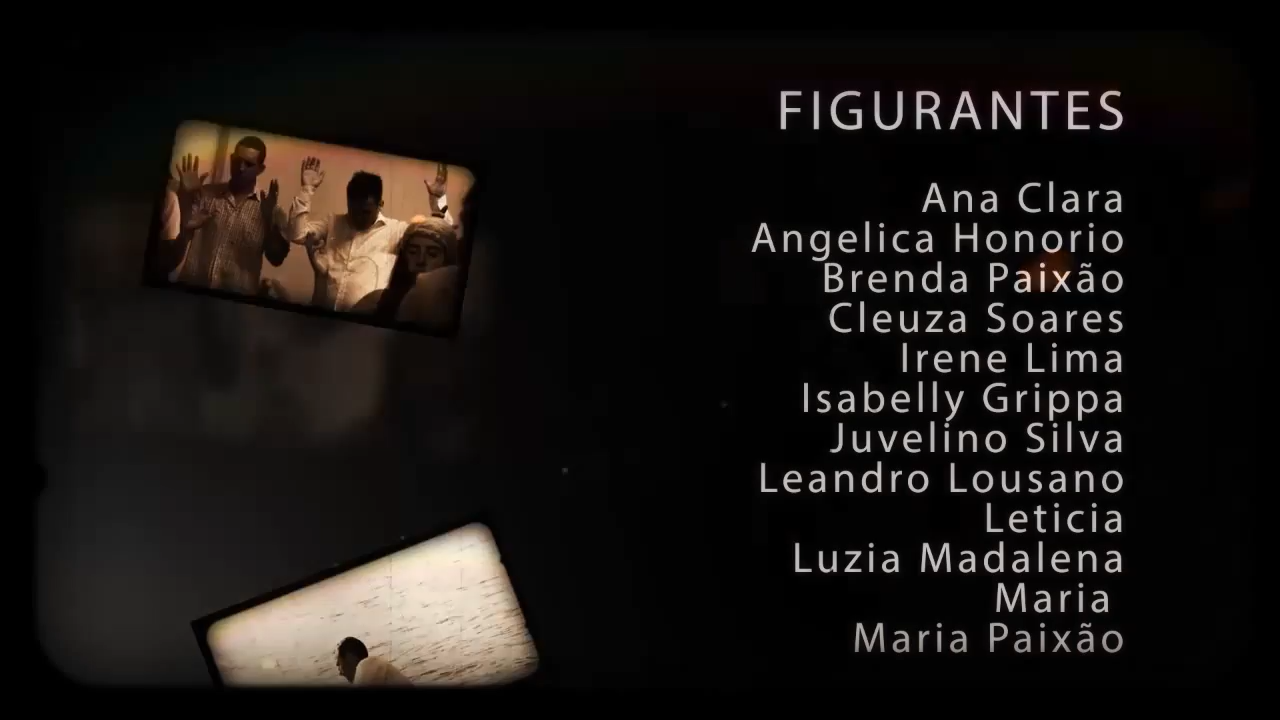 FIGURANTES
Ana Clara
Angelica Honorio
Brenda Paixão
Cleuza Soares
Irene Lima
Isabelly Grippa
Juvelino Silva
Leandro Lousano
Leticia
Luzia Madalena
Maria
Maria Paixão